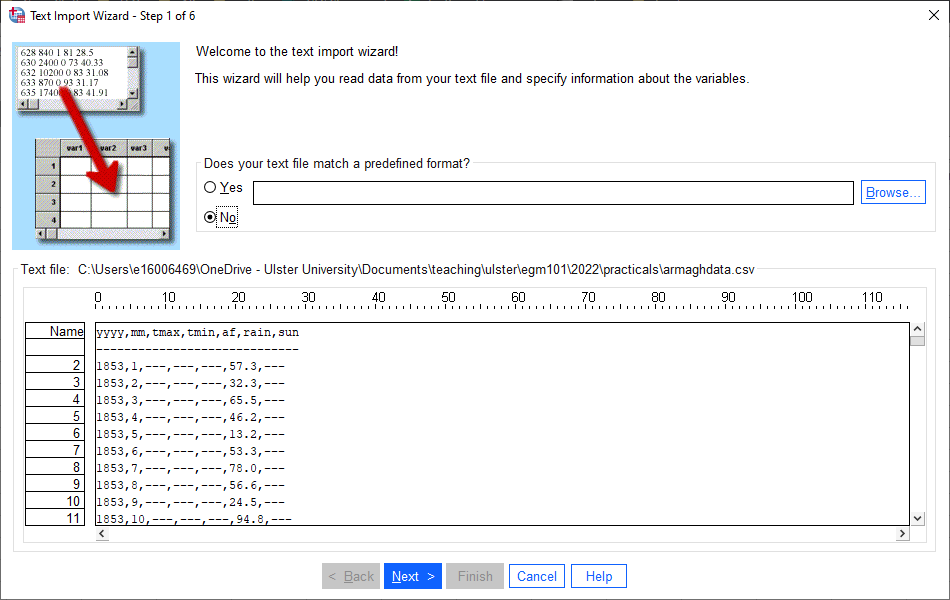 Text Import Wizard - Step 1 of 6
628 840 1 81 28.5
630 2400 0 73 40.33
632 10200 0 83 31.08
633 870 0 93 31.17
635 1740 83 41.91
var1 var2 var3 v
1
2
3
4
Welcome to the text import wizard!
This wizard will help you read data from your text file and specify information about the variables.
Does your text file match a predefined format?
Yes
Browse...
No
Text file: C:\Users\e16006469\OneDrive - Ulster University\Documents\teaching\ulster\egm101\2022\practicals\armaghdata.csv
0 10 20 30 40 50 60 70 80 90 100 110
Name yyyy,mm,tmax,tmin,af,rain,sun
-----------------------------
2 1853,1,---,---,---,57.3,---
3 1853,2,---,---,---,32.3,---
4 1853,3,---,---,---,65.5,---
5 1853,4,---,---,---,46.2,---
6 1853,5,---,---,---,13.2,---
7 1853,6,---,---,---,53.3,---
8 1853,7,---,---,---,78.0,---
9 1853,8,---,---,---,56.6,---
10 1853,9,---,---,---,24.5,---
11 1853,10,---,---,---,94.8,---
< Back Next > Finish Cancel Help